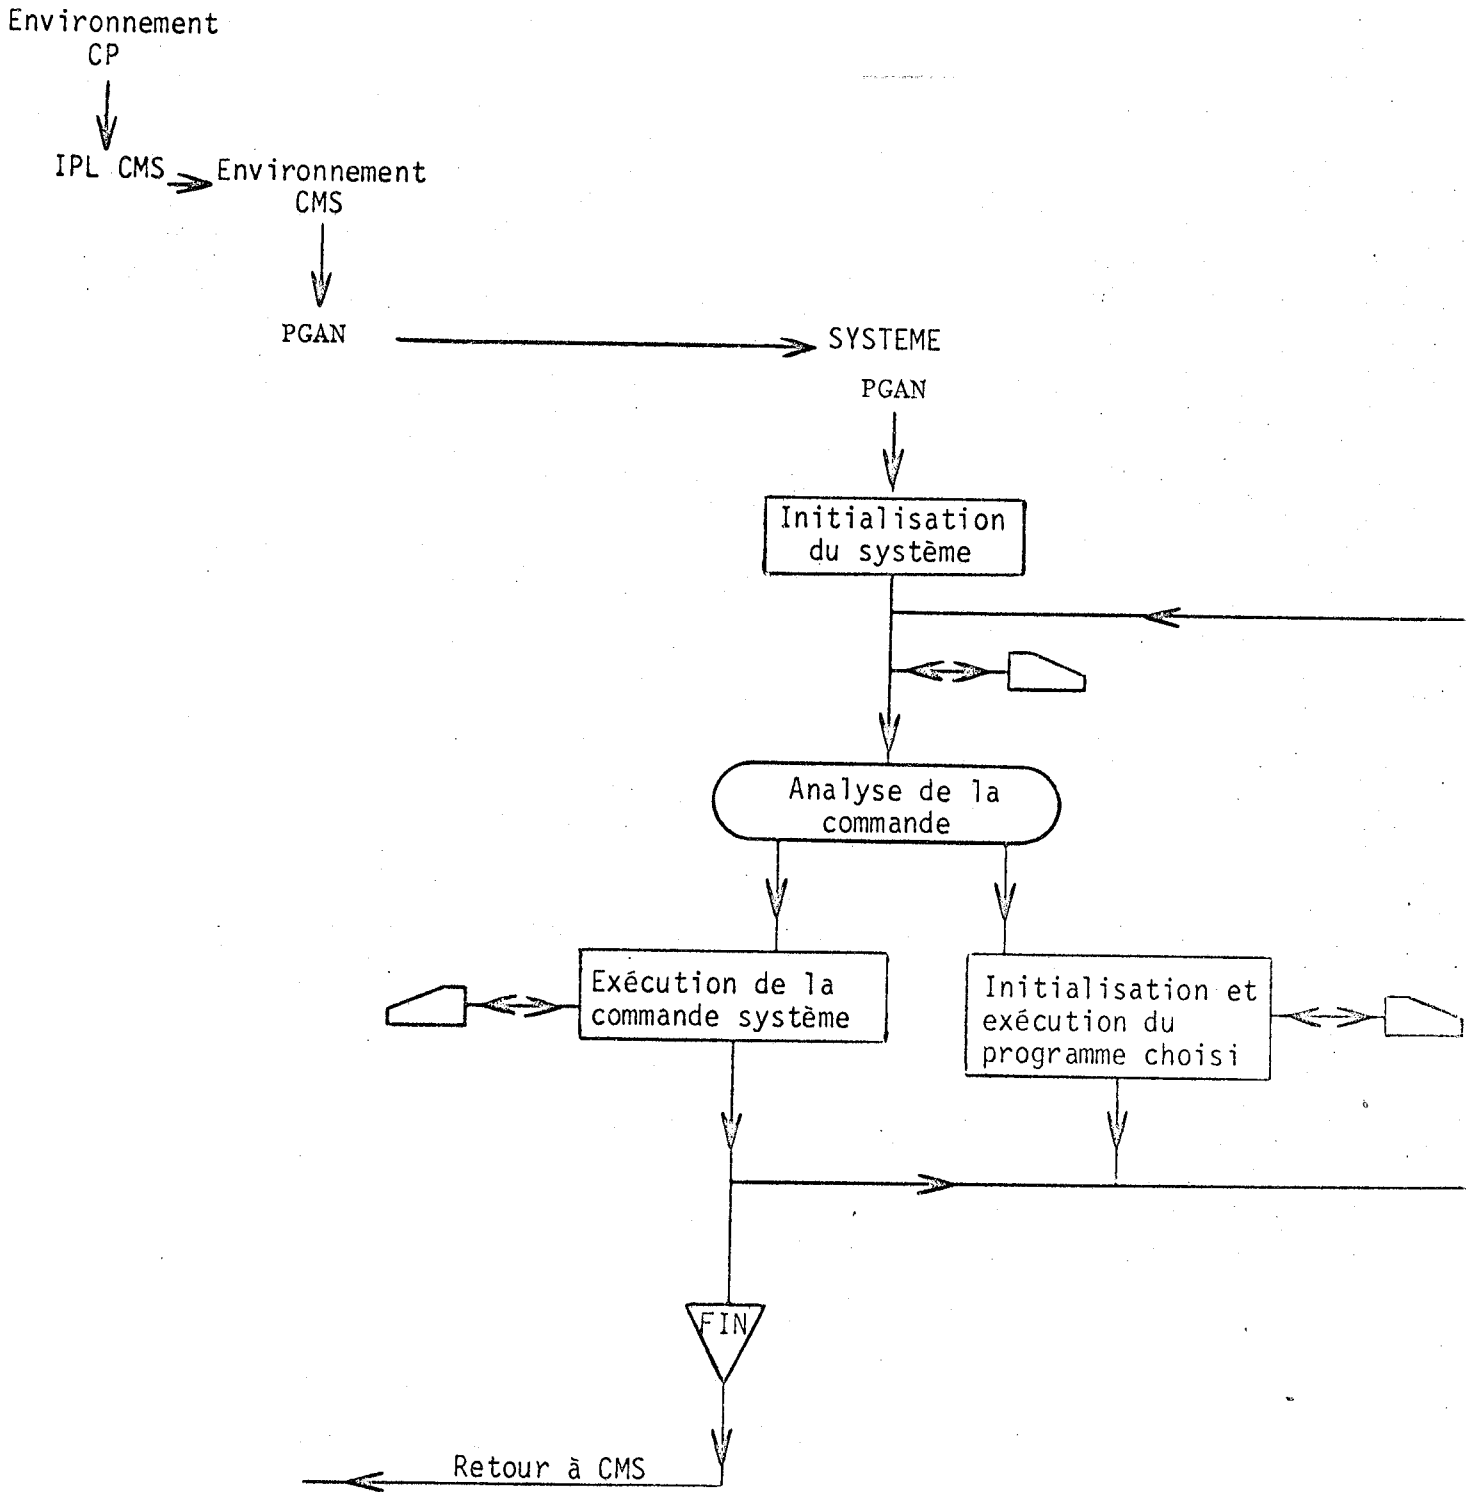 Environnement
CP
IPL CMS
Environnement
CMS
PGAN
SYSTEME
PGAN
Initialisation
du système
Analyse de la
commande
Exécution de la
commande système
Initialisation et
exécution du
programme choisi
FIN
Retour à CMS